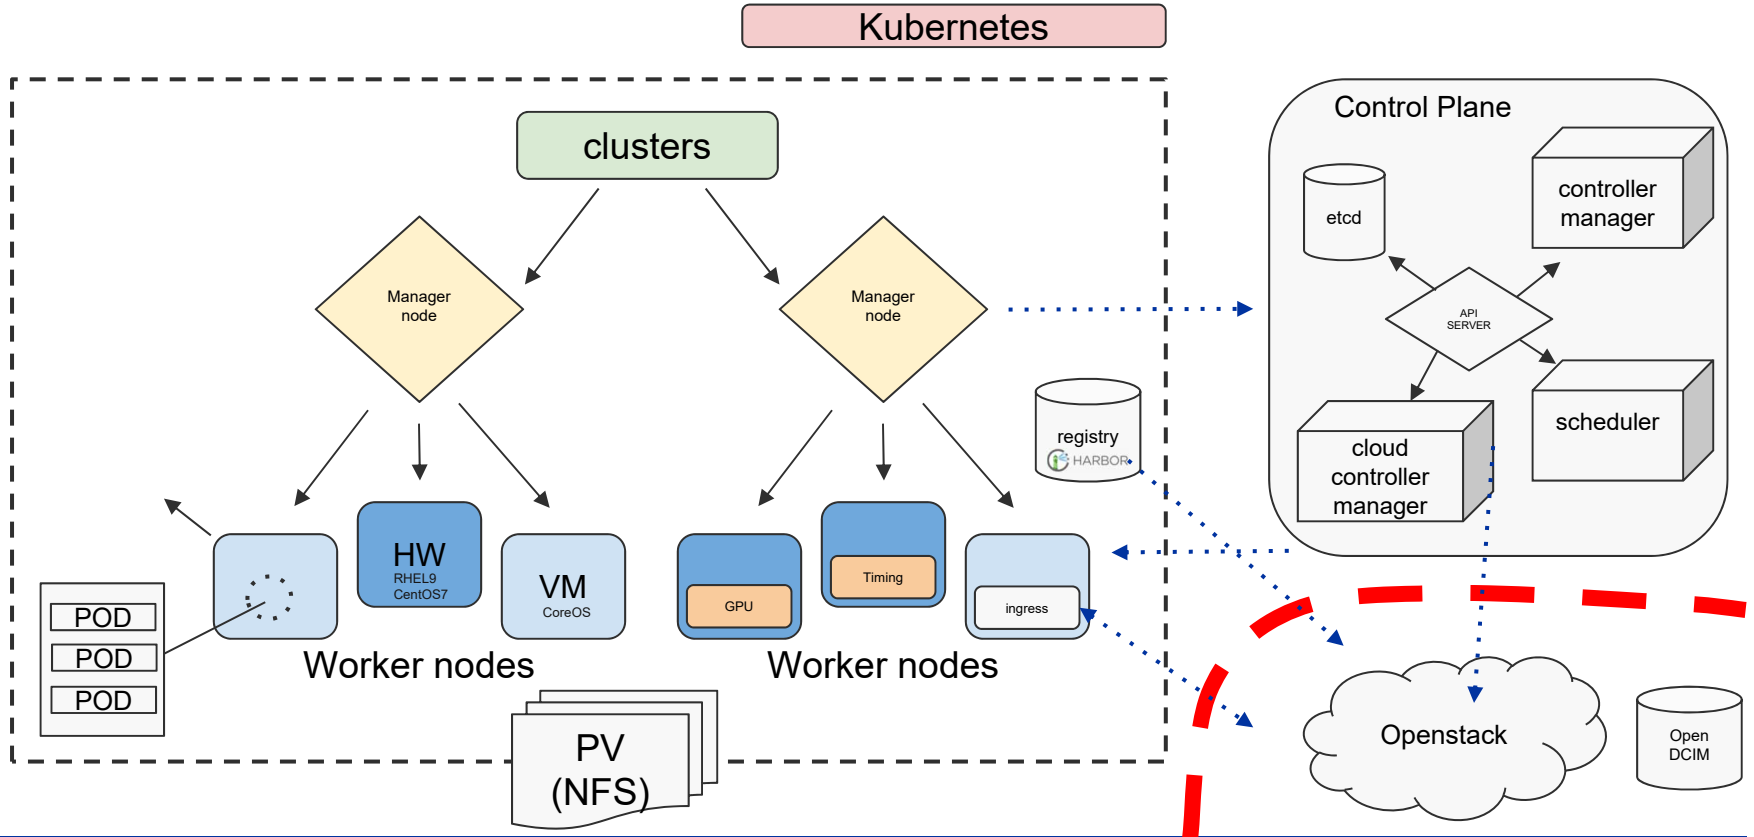 Kubernetes
clusters
Manager
node
Manager
node
registry
HARBOR
HW
RHEL9
CentOS7
VM
CoreOS
GPU
Timing
ingress
POD
POD
POD
Worker nodes
Worker nodes
PV
(NFS)
Control Plane
etcd
controller
manager
API
SERVER
scheduler
cloud
controller
manager
Openstack
Open
DCIM